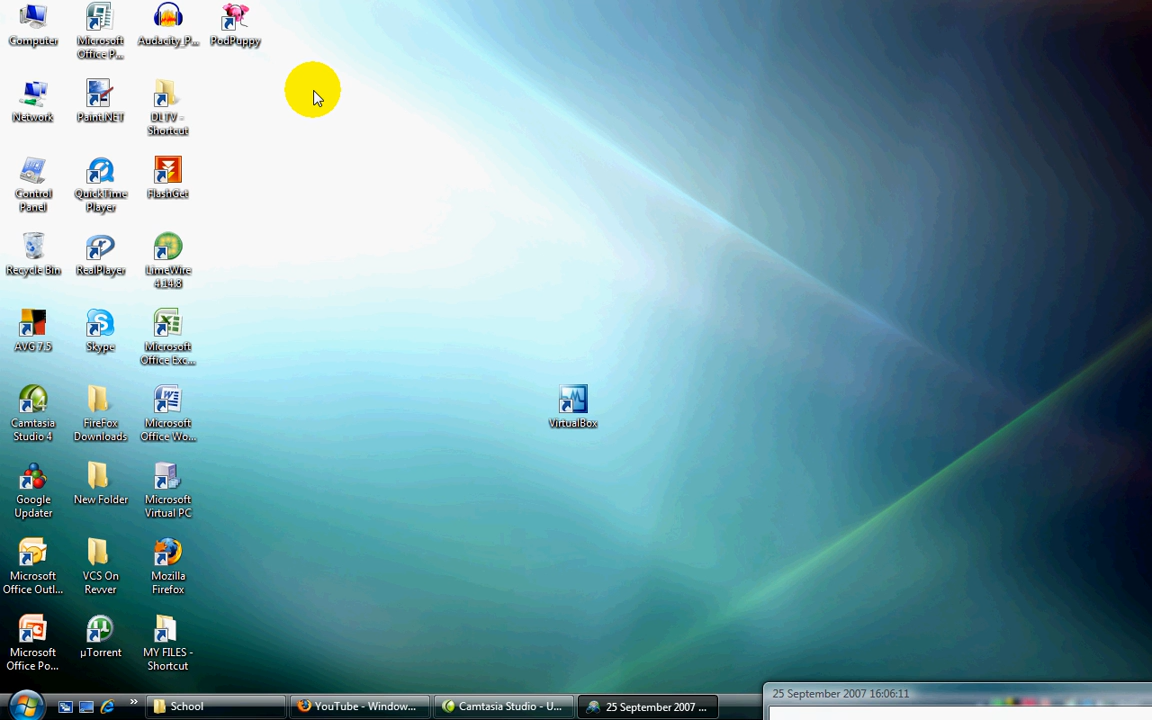 Computer
Microsoft
Office P...
Audacity_P...
PodPuppy
Network
Paint.NET
DLTV -
Shortcut
Control
Panel
QuickTime
Player
FlashGet
Recycle Bin
RealPlayer
LimeWire
4.14.8
AVG 7.5
Skype
Microsoft
Office Exc...
Camtasia
Studio 4
FireFox
Downloads
Microsoft
Office Wo...
VirtualBox
Google
Updater
New Folder
Microsoft
Virtual PC
Microsoft
Office Outl...
VCS On
Revver
Mozilla
Firefox
Microsoft
Office Po...
µTorrent
MY FILES -
Shortcut
25 September 2007 16:06:11
» School YouTube - Window... Camtasia Studio - U... 25 September 2007 ...